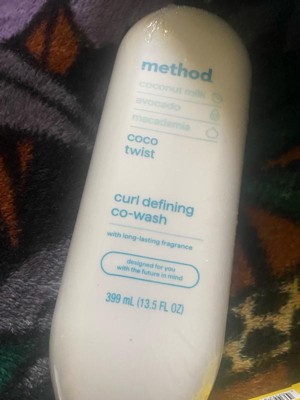 method
coconut milk
avocado
macadamia
coco
twist
curl defining
co-wash
with long-lasting fragrance
designed for you
with the future in mind
399 mL (13.5 FL OZ)